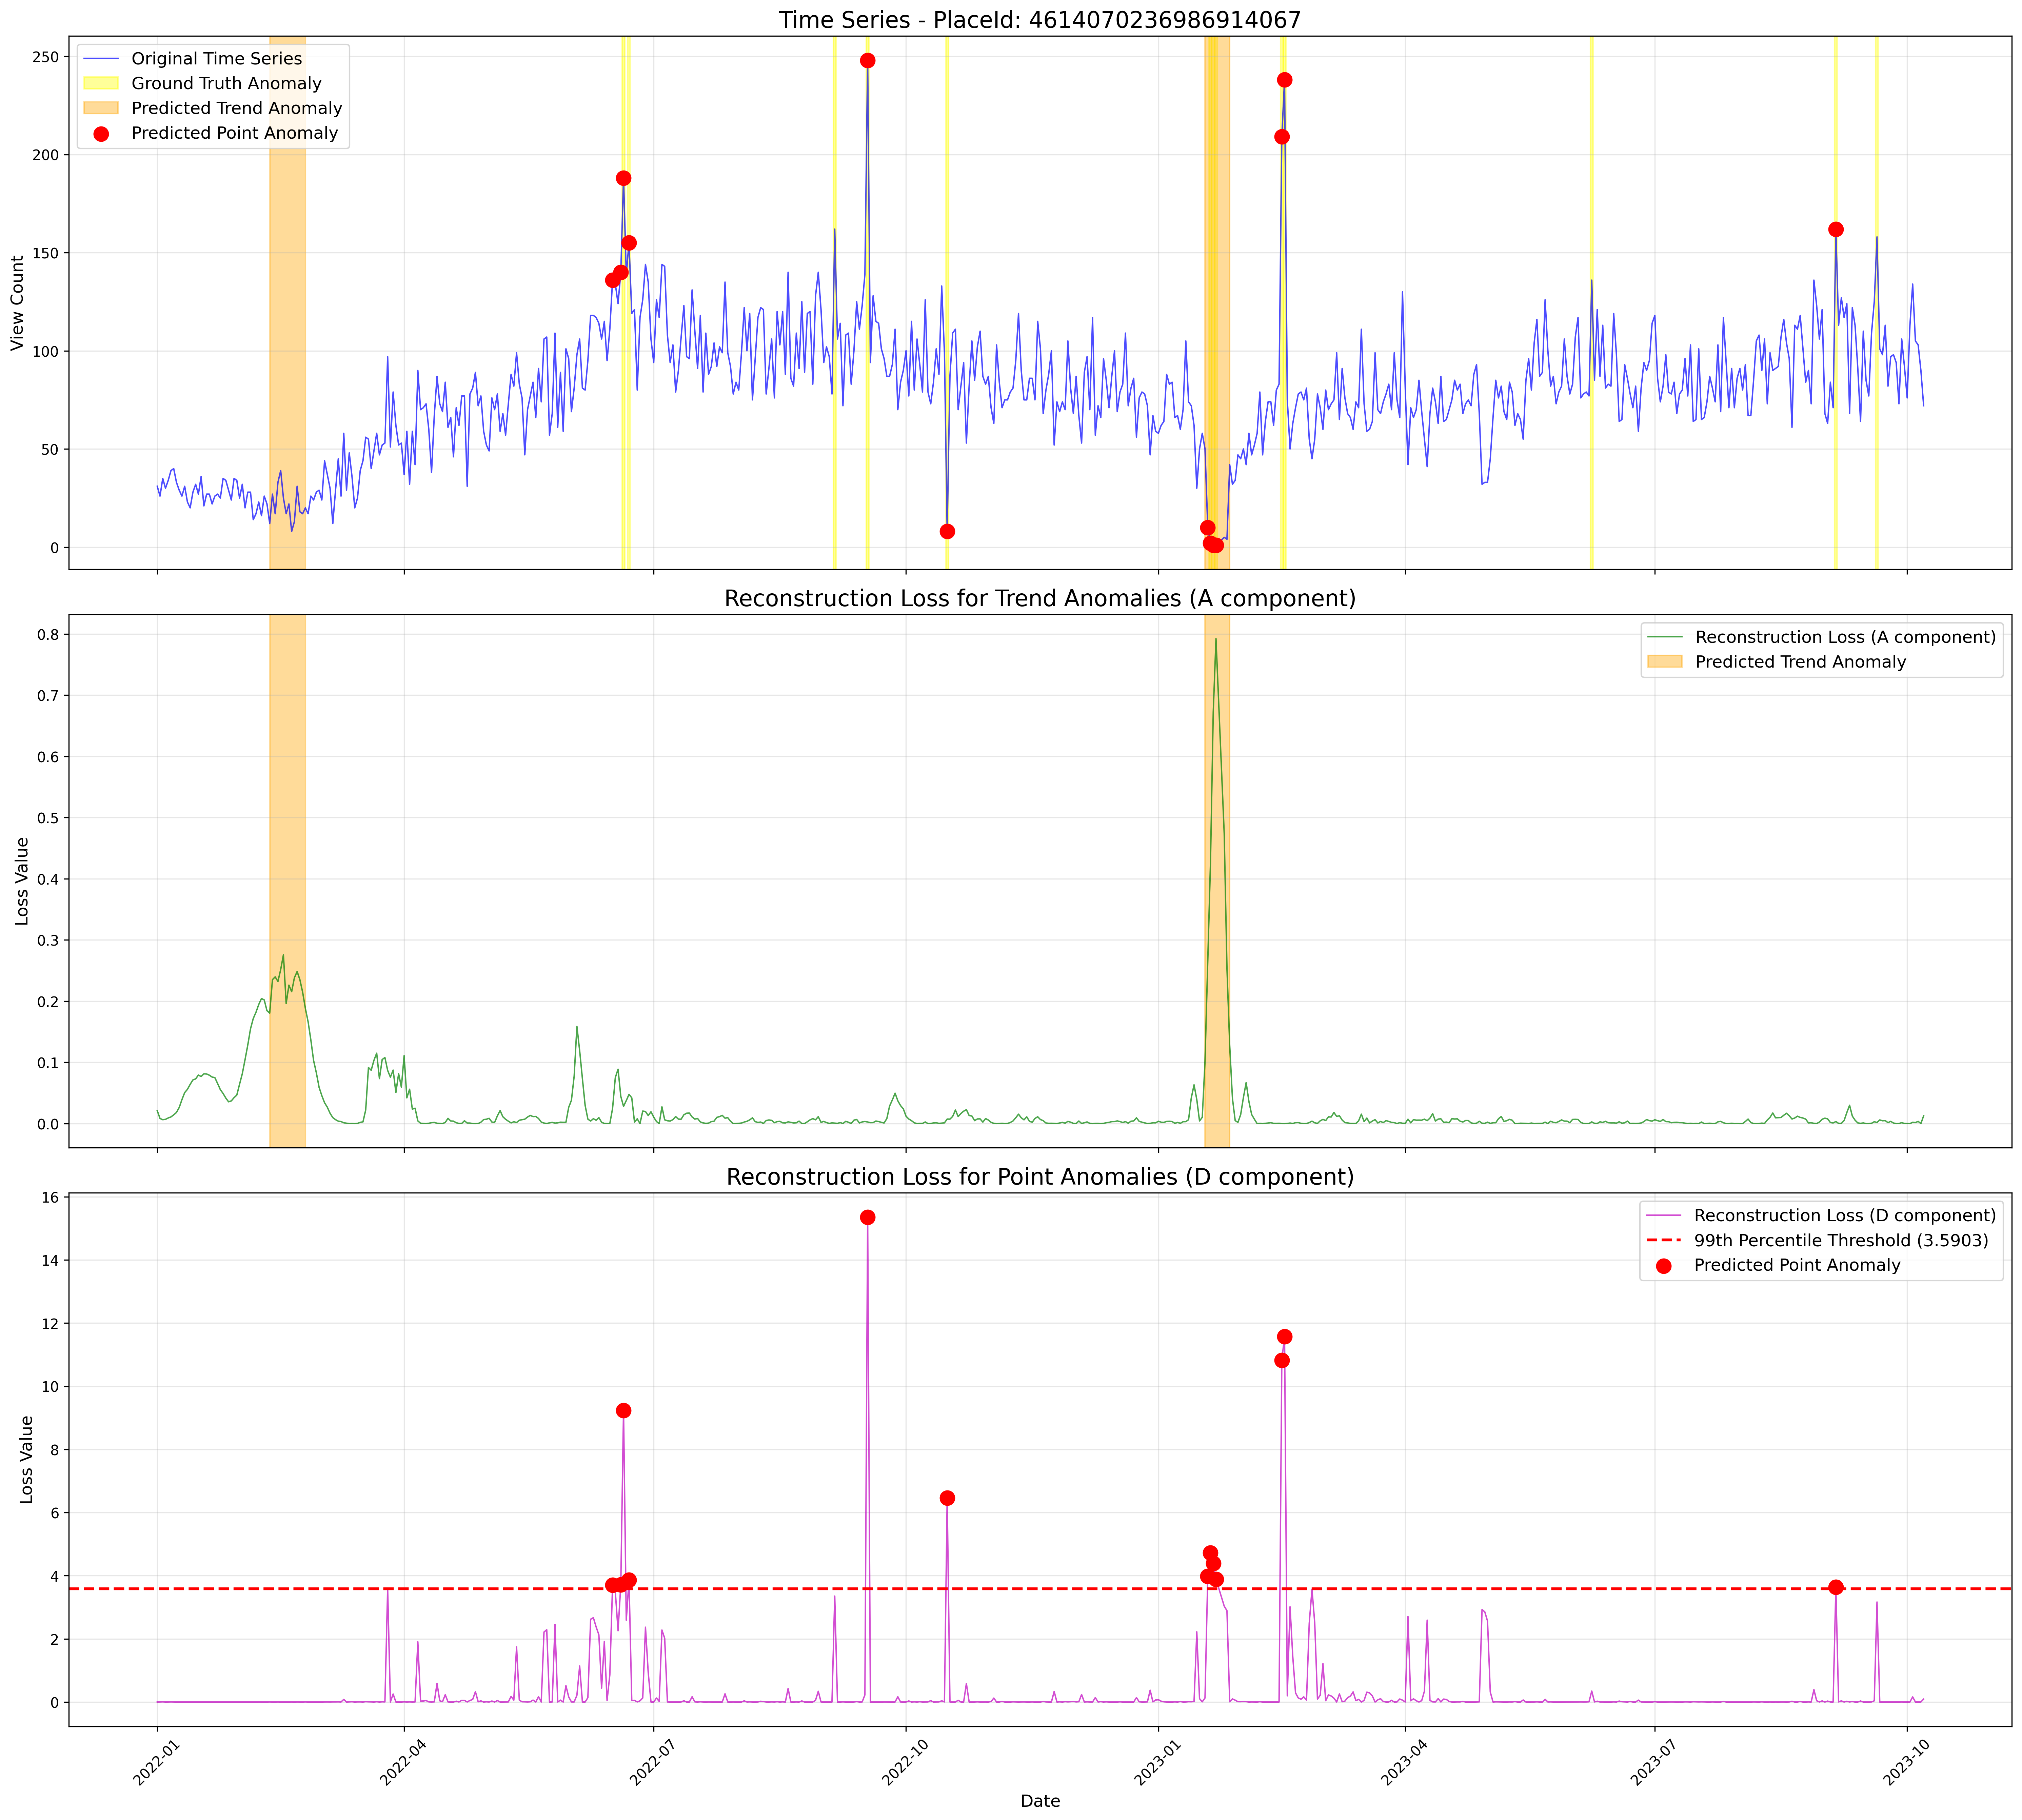 Time Series - PlaceId: 4614070236986914067
250
200
150
100
50
0
View Count
Original Time Series
Ground Truth Anomaly
Predicted Trend Anomaly
Predicted Point Anomaly
Reconstruction Loss for Trend Anomalies (A component)
0.8
0.7
0.6
0.5
0.4
0.3
0.2
0.1
0.0
Loss Value
Reconstruction Loss (A component)
Predicted Trend Anomaly
Reconstruction Loss for Point Anomalies (D component)
16
14
12
10
8
6
4
2
0
Loss Value
Reconstruction Loss (D component)
99th Percentile Threshold (3.5903)
Predicted Point Anomaly
2022-01
2022-04
2022-07
2022-10
2023-01
2023-04
2023-07
2023-10
Date